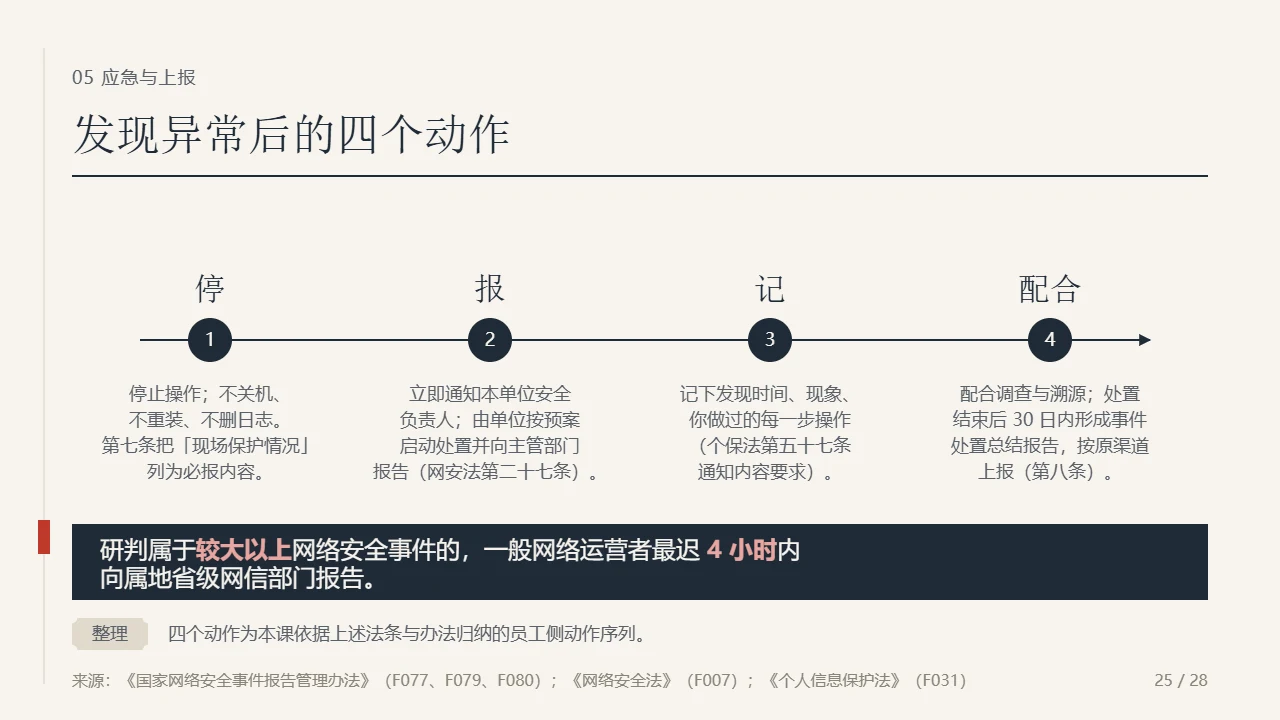 05 应急与上报
发现异常后的四个动作
停
1
停止操作；不关机、
不重装、不删日志。
第七条把「现场保护情况」
列为必报内容。
报
2
立即通知本单位安全
负责人；由单位按预案
启动处置并向主管部门
报告（网安法第二十七条）。
记
3
记下发现时间、现象、
你做过的每一步操作
（个保法第五十七条
通知内容要求）。
配合
4
配合调查与溯源；处置
结束后 30 日内形成事件
处置总结报告，按原渠道
上报（第八条）。
研判属于较大以上网络安全事件的，一般网络运营者最迟 4 小时内
向属地省级网信部门报告。
整理
四个动作为本课依据上述法条与办法归纳的员工侧动作序列。
来源：《国家网络安全事件报告管理办法》（F077、F079、F080）；《网络安全法》（F007）；《个人信息保护法》（F031）
25 / 28